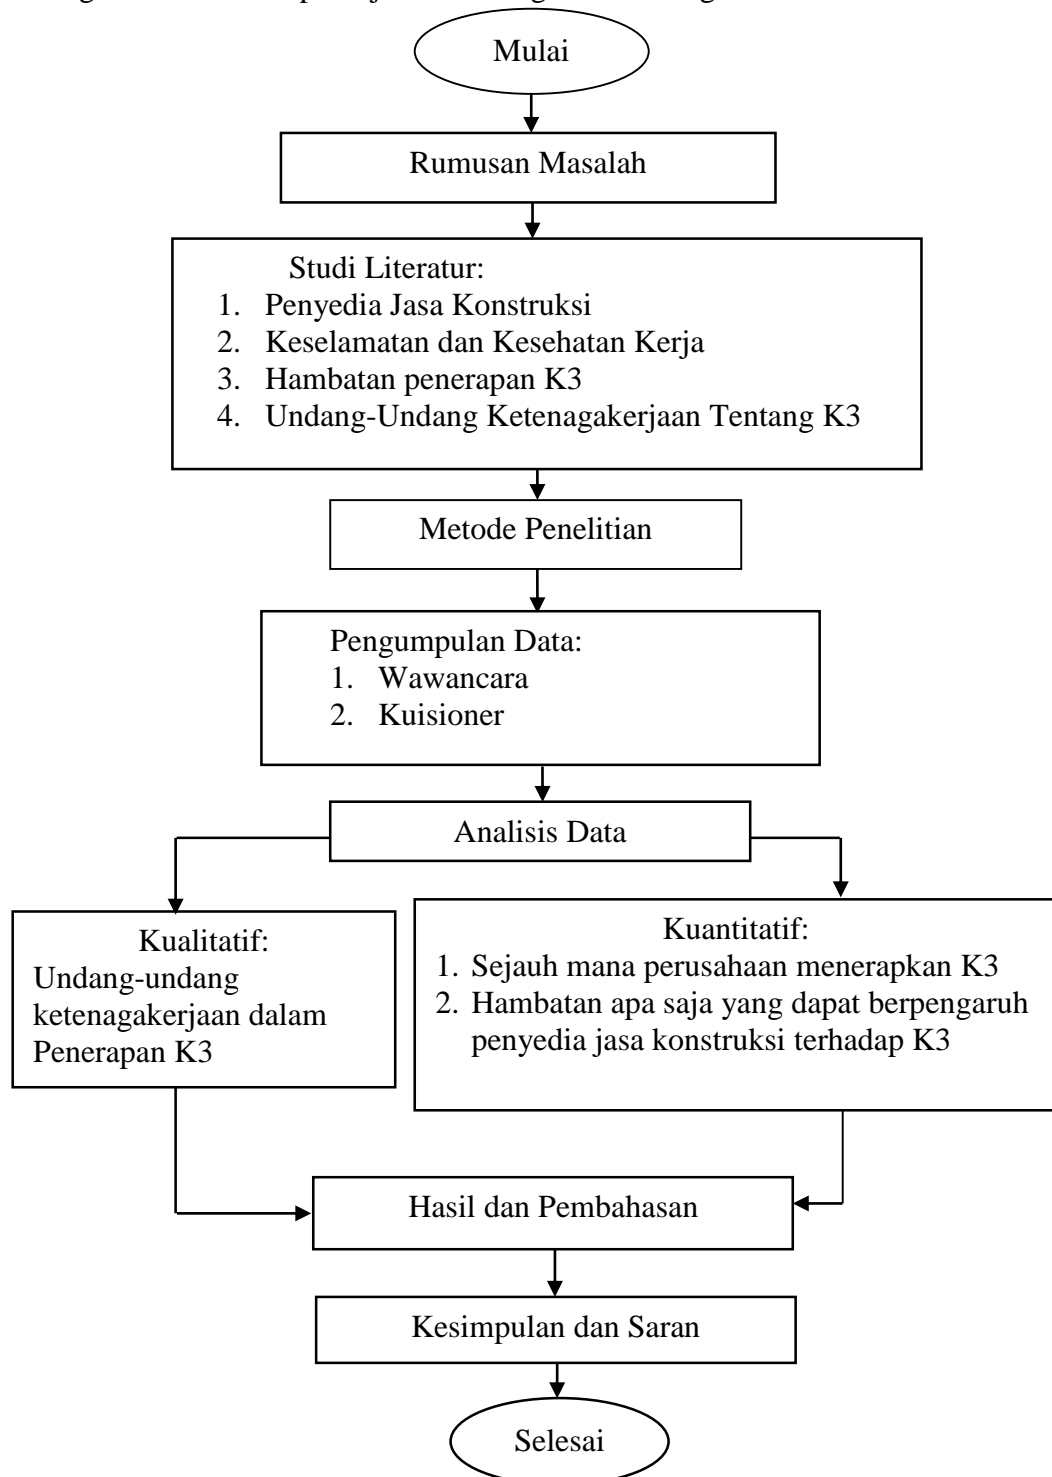 Mulai
Rumusan Masalah
Studi Literatur:
1. Penyedia Jasa Konstruksi
2. Keselamatan dan Kesehatan Kerja
3. Hambatan penerapan K3
4. Undang-Undang Ketenagakerjaan Tentang K3
Metode Penelitian
Pengumpulan Data:
1. Wawancara
2. Kuisioner
Analisis Data
Kualitatif:
Undang-undang
ketenagakerjaan dalam
Penerapan K3
Kuantitatif:
1. Sejauh mana perusahaan menerapkan K3
2. Hambatan apa saja yang dapat berpengaruh
penyedia jasa konstruksi terhadap K3
Hasil dan Pembahasan
Kesimpulan dan Saran
Selesai